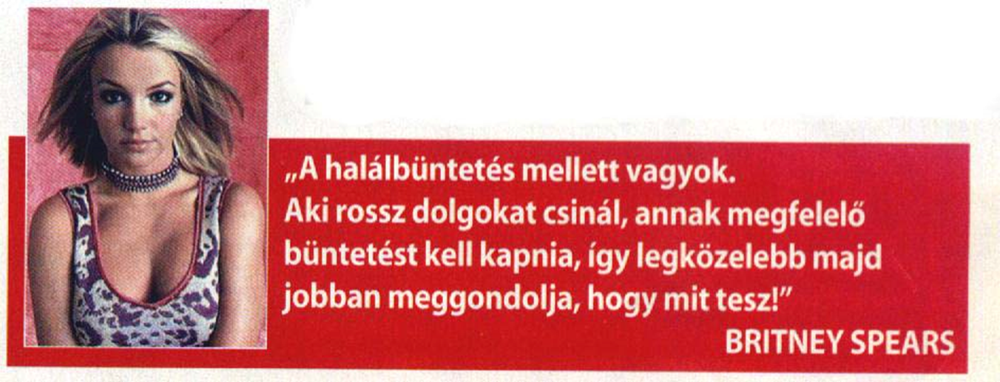 „A halálbüntetés mellett vagyok.
Aki rossz dolgokat csinál, annak megfelelő
büntetést kell kapnia, így legközelebb majd
jobban meggondolja, hogy mit tesz!”
BRITNEY SPEARS